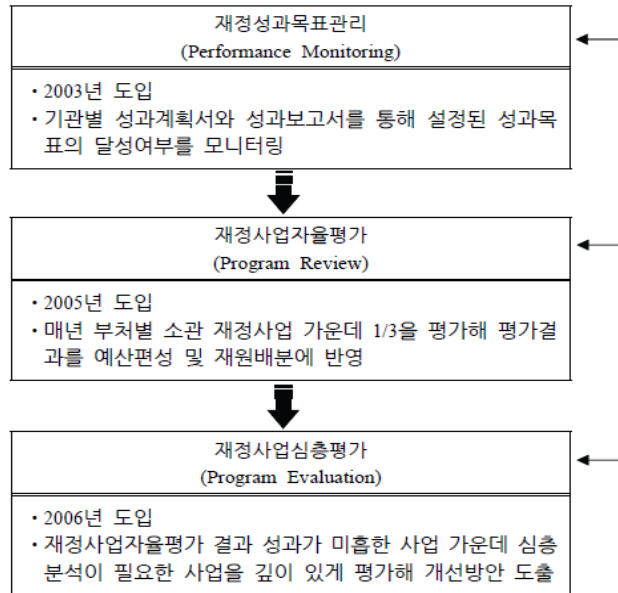 재정성과목표관리
(Performance Monitoring)
・2003년 도입
・기관별 성과계획서와 성과보고서를 통해 설정된 성과목
표의 달성여부를 모니터링
재정사업자율평가
(Program Review)
・2005년 도입
・매년 부처별 소관 재정사업 가운데 1/3을 평가해 평가결
과를 예산편성 및 재원배분에 반영
재정사업심층평가
(Program Evaluation)
・2006년 도입
・재정사업자율평가 결과 성과가 미흡한 사업 가운데 심층
분석이 필요한 사업을 깊이 있게 평가해 개선방안 도출